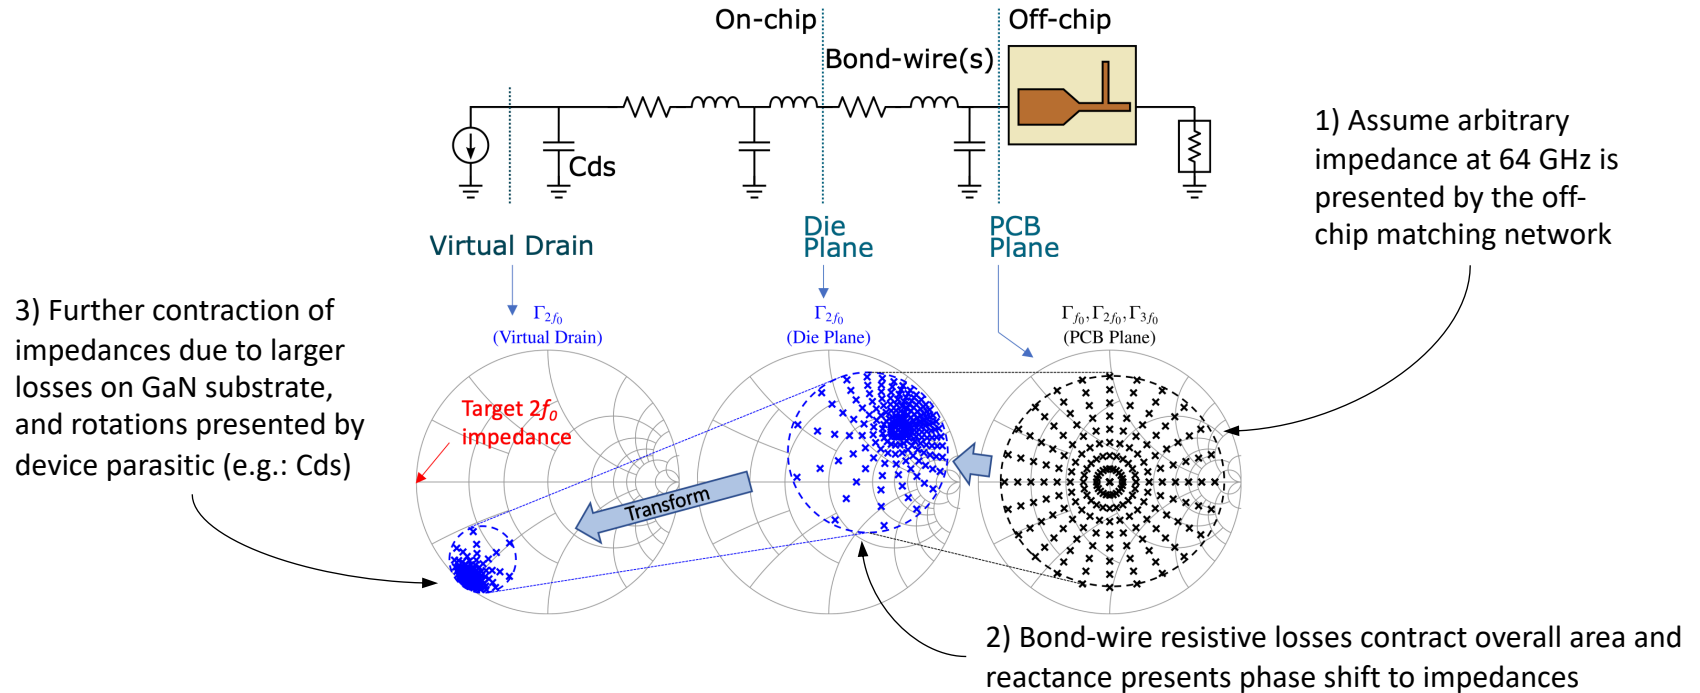 On-chip
Off-chip
Bond-wire(s)
Cds
Virtual Drain
Die
Plane
PCB
Plane
1) Assume arbitrary
impedance at 64 GHz is
presented by the off-
chip matching network
3) Further contraction of
impedances due to larger
losses on GaN substrate,
and rotations presented by
device parasitic (e.g.: Cds)
Γ2f0
(Virtual Drain)
Γ2f0
(Die Plane)
Γf0, Γ2f0, Γ3f0
(PCB Plane)
Target 2f0
impedance
Transform
2) Bond-wire resistive losses contract overall area and
reactance presents phase shift to impedances